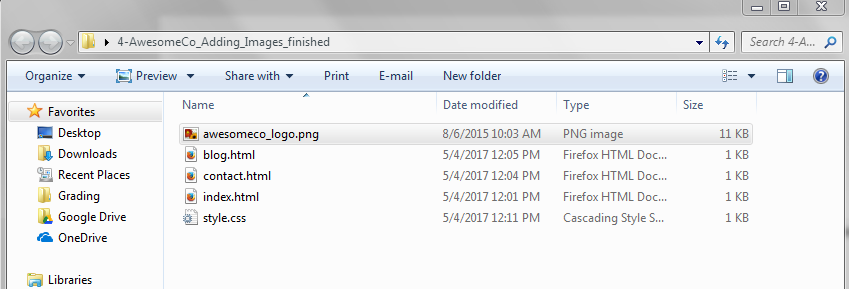 4-AwesomeCo_Adding_Images_finished Search 4-A...
Organize Preview Share with Print E-mail New folder
Name Date modified Type Size
Favorites
Desktop
Downloads
Recent Places
Grading
Google Drive
OneDrive
Libraries
awesomeco_logo.png 8/6/2015 10:03 AM PNG image 11 KB
blog.html 5/4/2017 12:05 PM Firefox HTML Doc... 1 KB
contact.html 5/4/2017 12:04 PM Firefox HTML Doc... 1 KB
index.html 5/4/2017 12:01 PM Firefox HTML Doc... 1 KB
style.css 5/4/2017 12:11 PM Cascading Style S... 1 KB